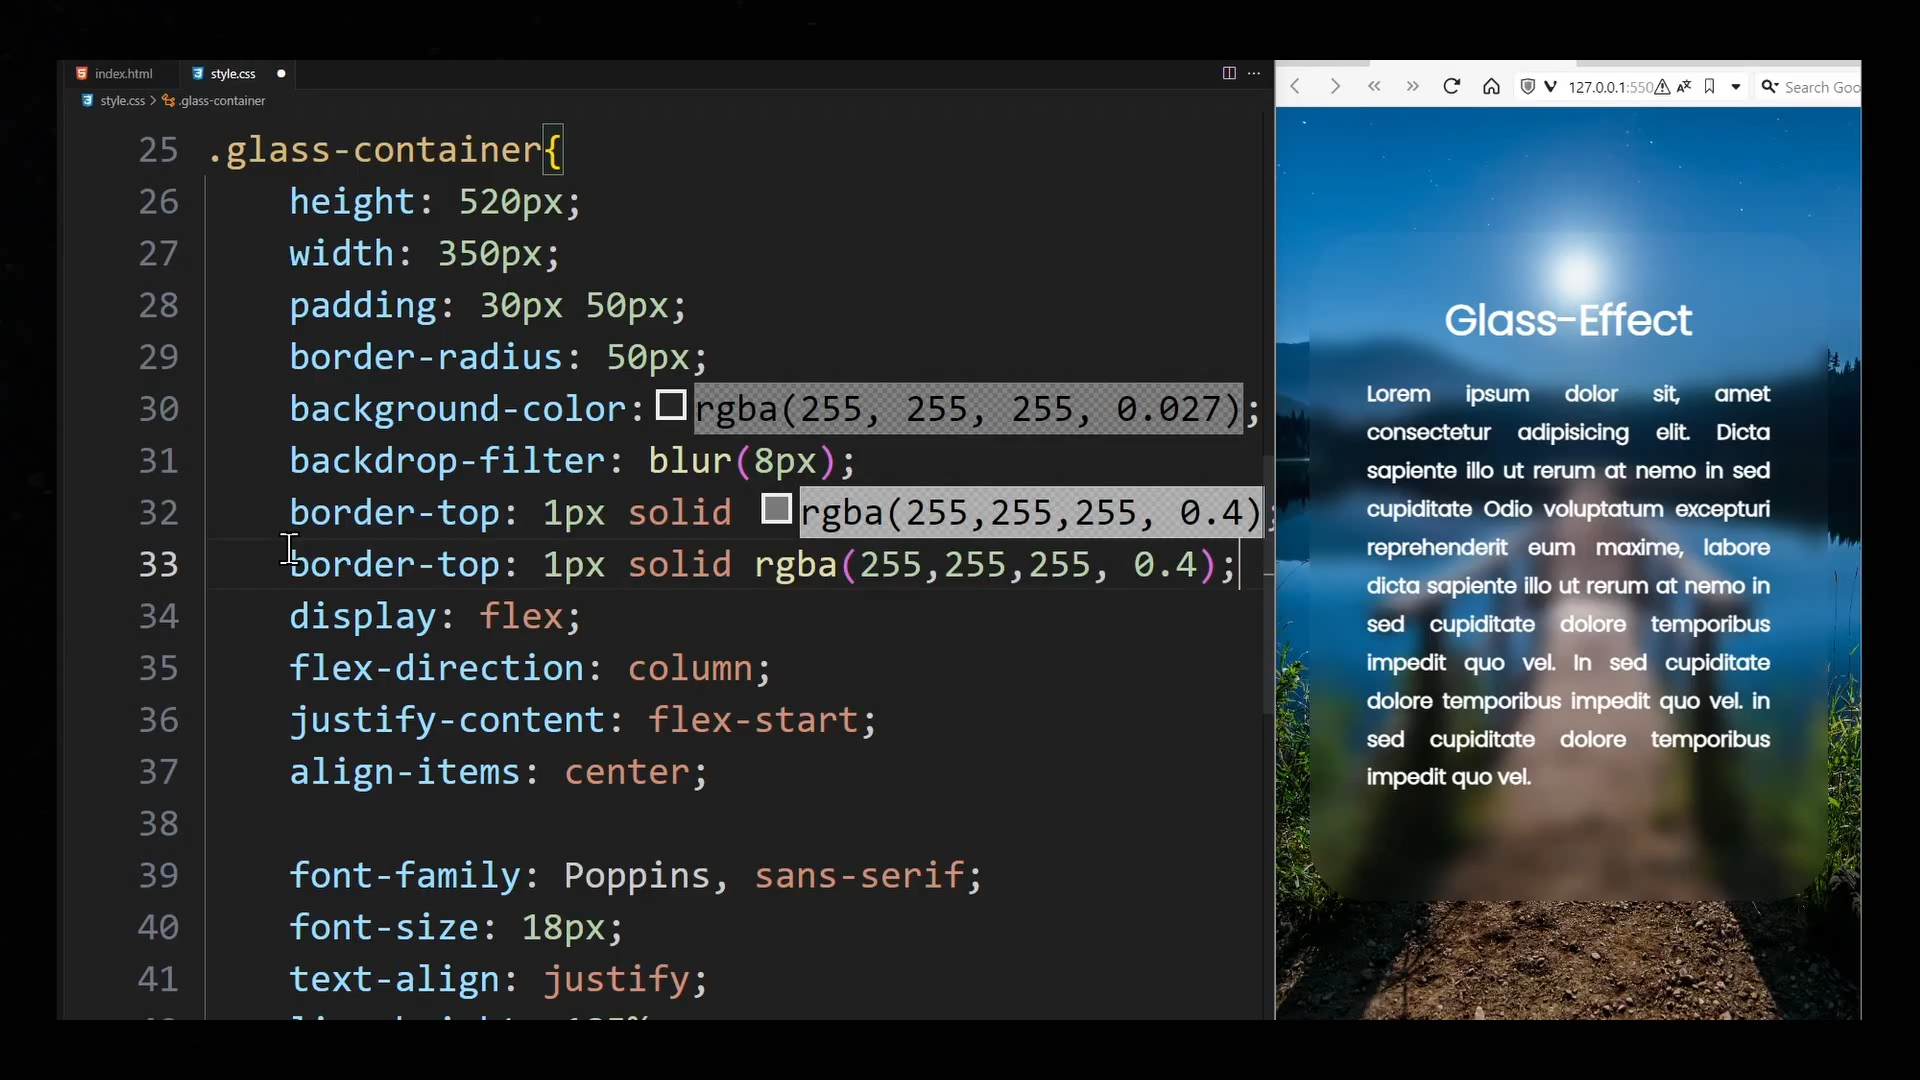 index.html
style.css
style.css > .glass-container
25 .glass-container{
26 height: 520px;
27 width: 350px;
28 padding: 30px 50px;
29 border-radius: 50px;
30 background-color: rgba(255, 255, 255, 0.027);
31 backdrop-filter: blur(8px);
32 border-top: 1px solid rgba(255,255,255, 0.4);
33 border-top: 1px solid rgba(255,255,255, 0.4);
34 display: flex;
35 flex-direction: column;
36 justify-content: flex-start;
37 align-items: center;
38
39 font-family: Poppins, sans-serif;
40 font-size: 18px;
41 text-align: justify;
127.0.0.1:550
Search Goo
Glass-Effect
Lorem ipsum dolor sit, amet
consectetur adipisicing elit. Dicta
sapiente illo ut rerum at nemo in sed
cupiditate Odio voluptatum excepturi
reprehenderit eum maxime, labore
dicta sapiente illo ut rerum at nemo in
sed cupiditate dolore temporibus
impedit quo vel. In sed cupiditate
dolore temporibus impedit quo vel. in
sed cupiditate dolore temporibus
impedit quo vel.